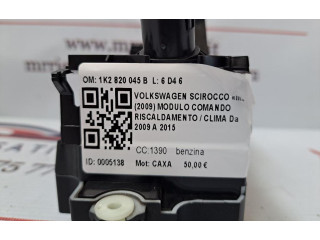 OM: 1K2 820 045 B L: 6 D4 6
VOLKSWAGEN SCIROCCO
(2009) MODULO COMANDO
RISCALDAMENTO / CLIMA Da
2009 A 2015
CC:1390 benzina
ID: 0005138 Mot: CAXA 50,00 €